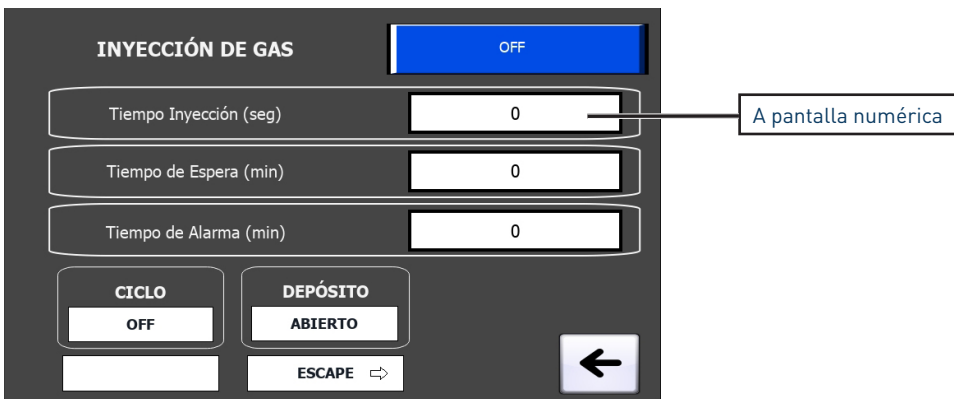 INYECCIÓN DE GAS
OFF
Tiempo Inyección (seg)
0
A pantalla numérica
Tiempo de Espera (min)
0
Tiempo de Alarma (min)
0
CICLO
DEPÓSITO
OFF
ABIERTO
ESCAPE